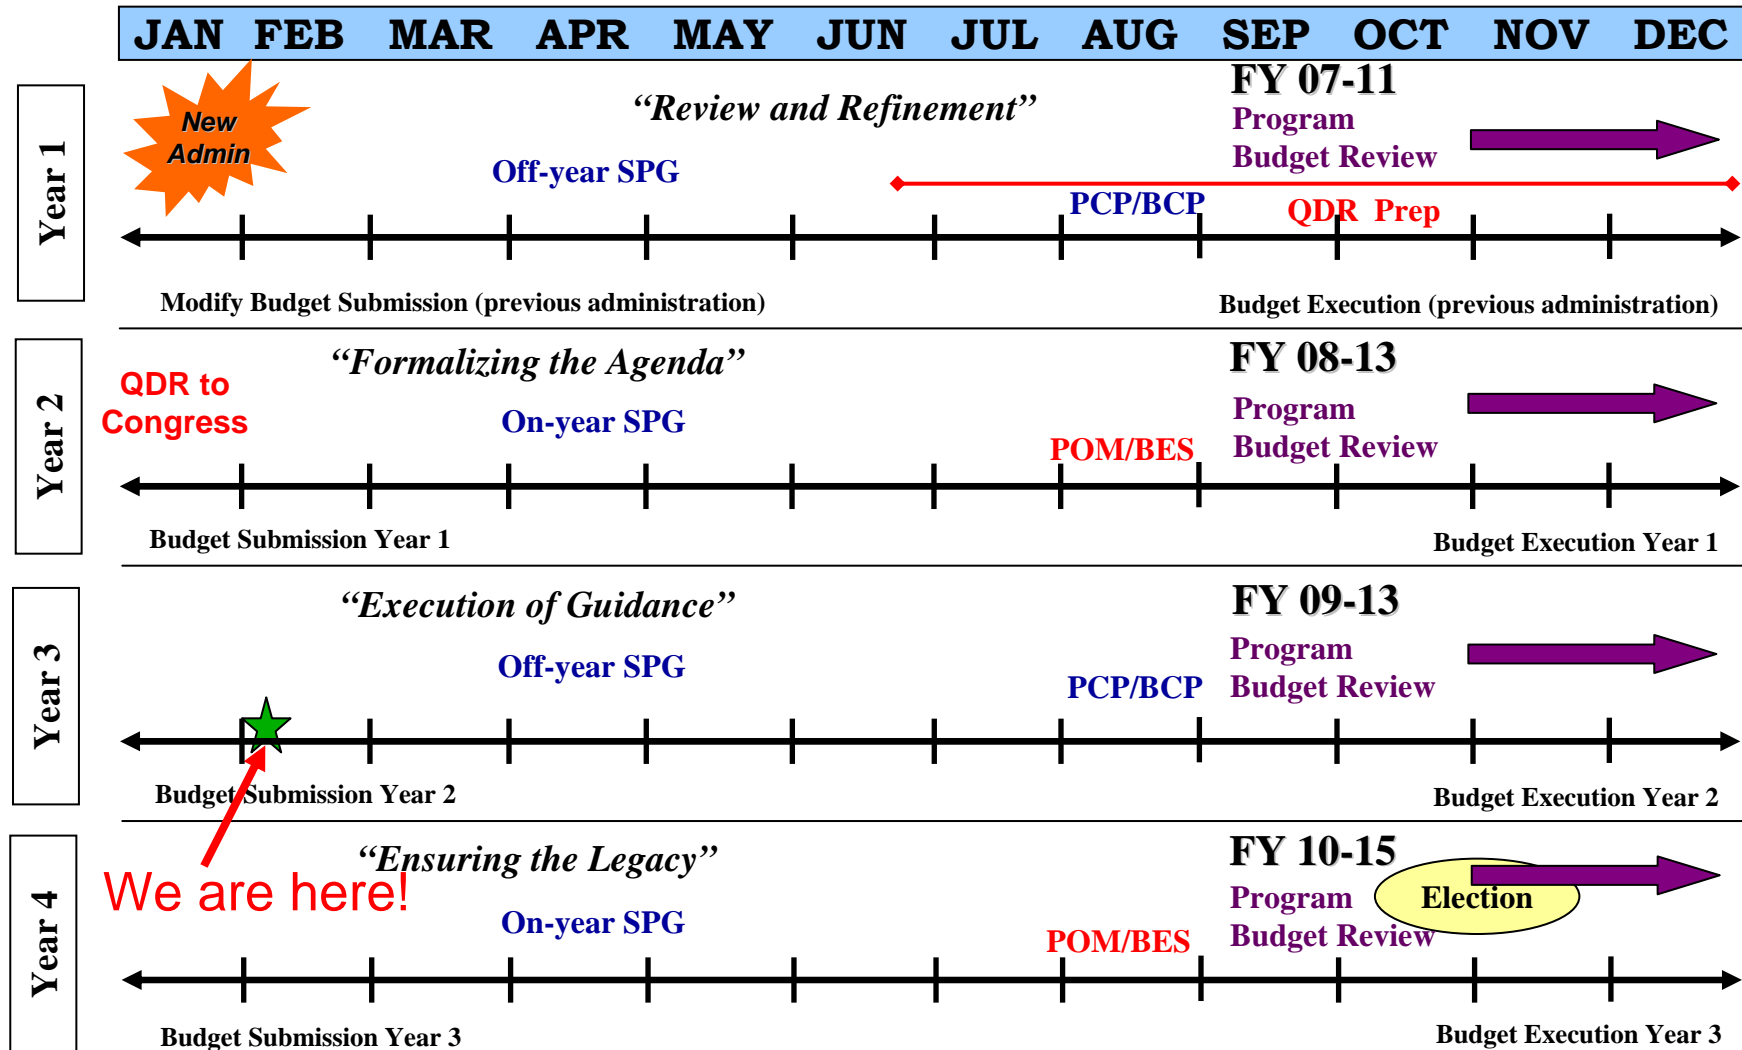 JAN FEB MAR APR MAY JUN JUL AUG SEP OCT NOV DEC
Year 1
New
Admin
“Review and Refinement”
FY 07-11
Program
Budget Review
Off-year SPG
PCP/BCP
QDR Prep
Modify Budget Submission (previous administration)
Budget Execution (previous administration)
Year 2
“Formalizing the Agenda”
FY 08-13
QDR to
Congress
On-year SPG
Program
Budget Review
POM/BES
Budget Submission Year 1
Budget Execution Year 1
Year 3
“Execution of Guidance”
FY 09-13
Off-year SPG
Program
Budget Review
PCP/BCP
Budget Submission Year 2
Budget Execution Year 2
Year 4
“Ensuring the Legacy”
FY 10-15
We are here!
On-year SPG
Program
Budget Review
Election
POM/BES
Budget Submission Year 3
Budget Execution Year 3